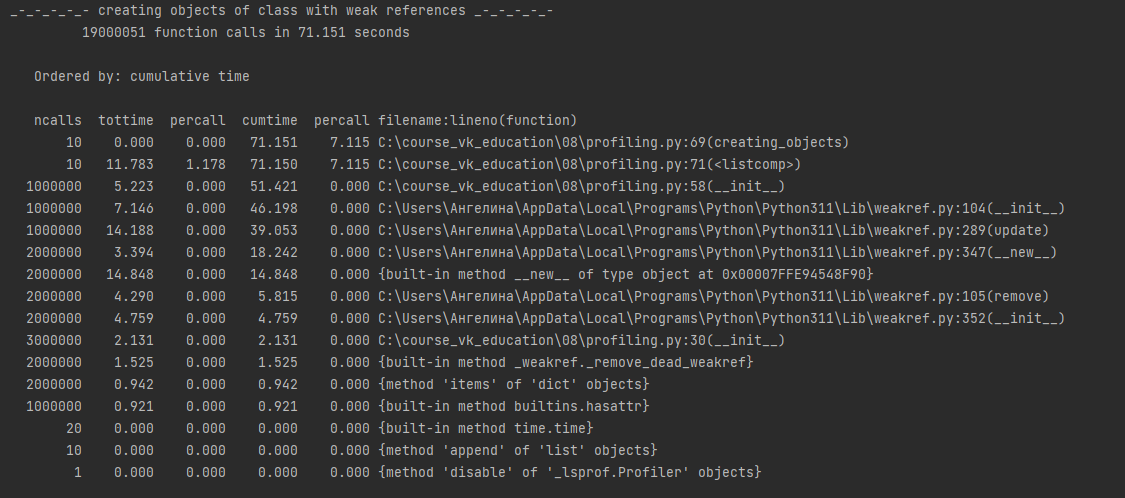 _-_-_-_-_- creating objects of class with weak references _-_-_-_-_-
         19000051 function calls in 71.151 seconds

   Ordered by: cumulative time

   ncalls  tottime  percall  cumtime  percall filename:lineno(function)
       10    0.000    0.000   71.151    7.115 C:\course_vk_education\08\profiling.py:69(creating_objects)
       10   11.783    1.178   71.150    7.115 C:\course_vk_education\08\profiling.py:71(<listcomp>)
  1000000    5.223    0.000   51.421    0.000 C:\course_vk_education\08\profiling.py:58(__init__)
  1000000    7.146    0.000   46.198    0.000 C:\Users\Ангелина\AppData\Local\Programs\Python\Python311\Lib\weakref.py:104(__init__)
  1000000   14.188    0.000   39.053    0.000 C:\Users\Ангелина\AppData\Local\Programs\Python\Python311\Lib\weakref.py:289(update)
  2000000    3.394    0.000   18.242    0.000 C:\Users\Ангелина\AppData\Local\Programs\Python\Python311\Lib\weakref.py:347(__new__)
  2000000   14.848    0.000   14.848    0.000 {built-in method __new__ of type object at 0x00007FFE94548F90}
  2000000    4.290    0.000    5.815    0.000 C:\Users\Ангелина\AppData\Local\Programs\Python\Python311\Lib\weakref.py:105(remove)
  2000000    4.759    0.000    4.759    0.000 C:\Users\Ангелина\AppData\Local\Programs\Python\Python311\Lib\weakref.py:352(__init__)
  3000000    2.131    0.000    2.131    0.000 C:\course_vk_education\08\profiling.py:30(__init__)
  2000000    1.525    0.000    1.525    0.000 {built-in method _weakref._remove_dead_weakref}
  2000000    0.942    0.000    0.942    0.000 {method 'items' of 'dict' objects}
  1000000    0.921    0.000    0.921    0.000 {built-in method builtins.hasattr}
       20    0.000    0.000    0.000    0.000 {built-in method time.time}
       10    0.000    0.000    0.000    0.000 {method 'append' of 'list' objects}
        1    0.000    0.000    0.000    0.000 {method 'disable' of '_lsprof.Profiler' objects}